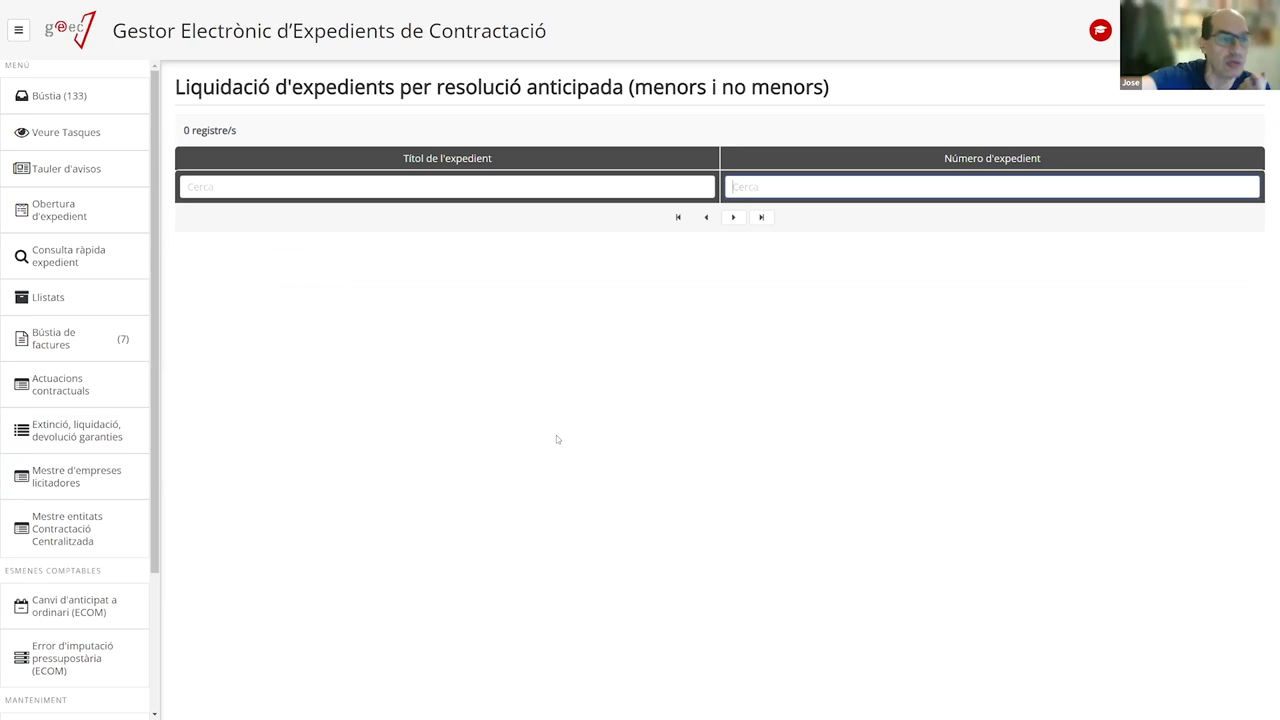 geec
Gestor Electrònic d'Expedients de Contractació
Jose
MENÚ
Bústia (133)
Veure Tasques
Tauler d'avisos
Obertura
d'expedient
Consulta ràpida
expedient
Llistats
Bústia de
factures
(7)
Actuacions
contractuals
Extinció, liquidació,
devolució garanties
Mestre d'empreses
licitadores
Mestre entitats
Contractació
Centralitzada
ESMENES COMPTABLES
Canvi d'anticipat a
ordinari (ECOM)
Error d'imputació
pressupostària
(ECOM)
MANTENIMENT
Liquidació d'expedients per resolució anticipada (menors i no menors)
0 registre/s
Títol de l'expedient
Número d'expedient
Cerca
Cerca